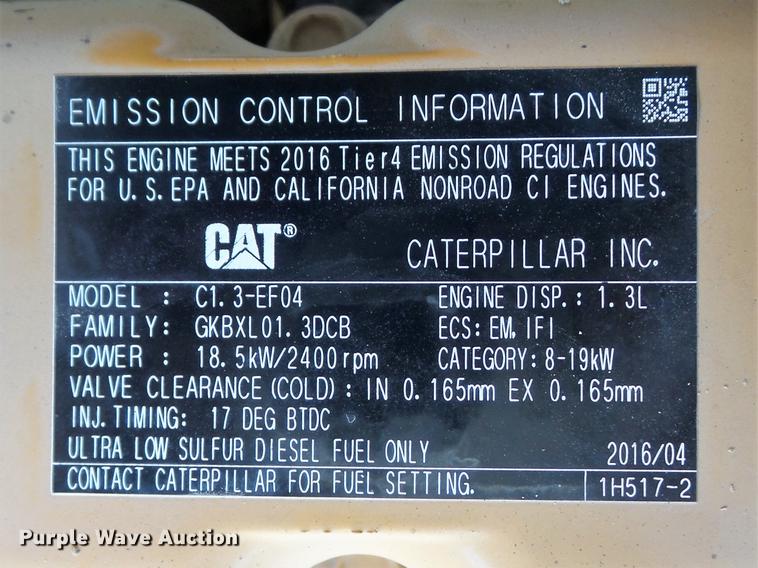 EMISSION CONTROL INFORMATION
THIS ENGINE MEETS 2016 Tier4 EMISSION REGULATIONS
FOR U.S.EPA AND CALIFORNIA NONROAD CI ENGINES.
CAT® CATERPILLAR INC.
MODEL : C1.3-EF04 ENGINE DISP.: 1.3L
FAMILY: GKBXL01.3DCB ECS: EM, IFI
POWER : 18.5kW/2400rpm CATEGORY: 8-19kW
VALVE CLEARANCE (COLD) : IN 0.165mm EX 0.165mm
INJ.TIMING: 17 DEG BTDC
ULTRA LOW SULFUR DIESEL FUEL ONLY 2016/04
CONTACT CATERPILLAR FOR FUEL SETTING. 1H517-2
Purple Wave Auction